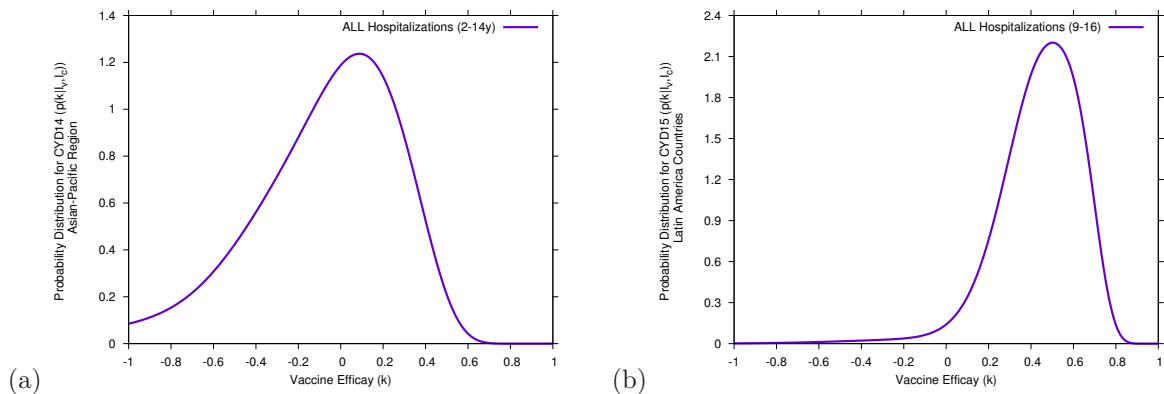 ALL Hospitalizations (2-14y)
Probability Distribution for CYD14 (p(k|Iv,Ic))
Asian-Pacific Region
1.4
1.2
1
0.8
0.6
0.4
0.2
0
-1 -0.8 -0.6 -0.4 -0.2 0 0.2 0.4 0.6 0.8 1
Vaccine Efficay (k)
(a)
ALL Hospitalizations (9-16)
Probability Distribution for CYD15 (p(k|Iv,Ic))
Latin America Countries
2.4
2.1
1.8
1.5
1.2
0.9
0.6
0.3
0
-1 -0.8 -0.6 -0.4 -0.2 0 0.2 0.4 0.6 0.8 1
Vaccine Efficay (k)
(b)